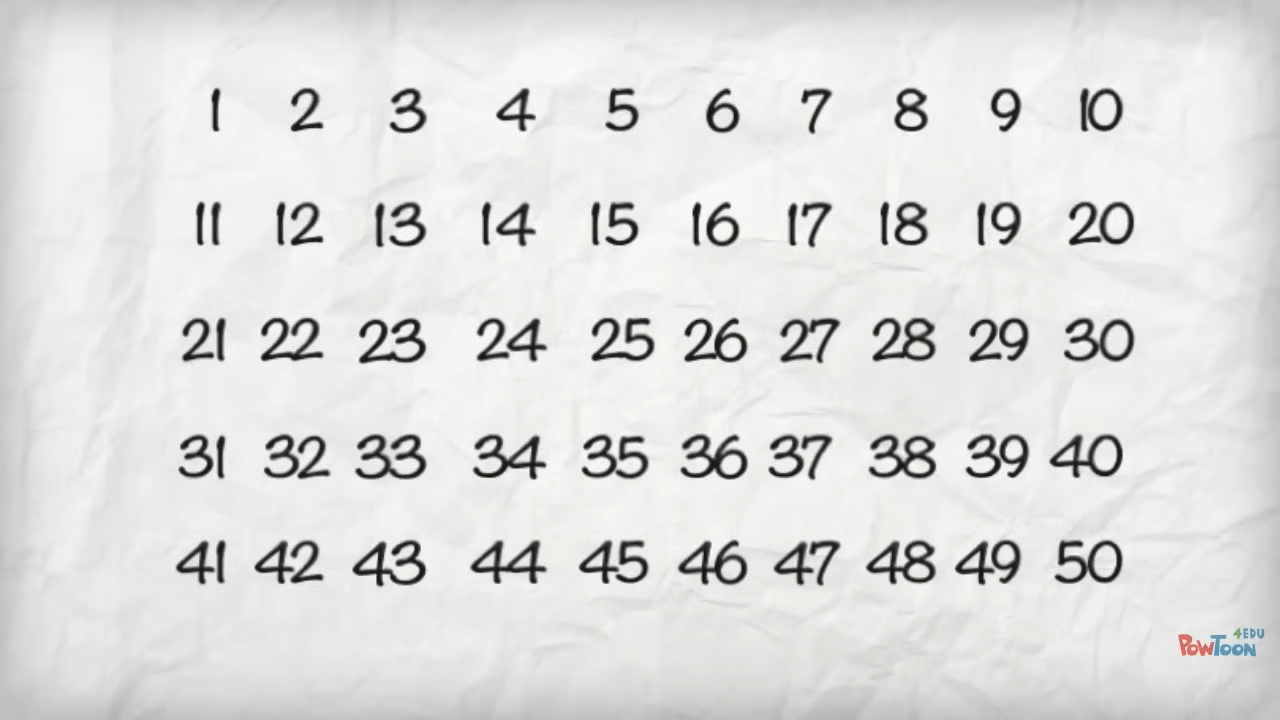 1 2 3 4 5 6 7 8 9 10
11 12 13 14 15 16 17 18 19 20
21 22 23 24 25 26 27 28 29 30
31 32 33 34 35 36 37 38 39 40
41 42 43 44 45 46 47 48 49 50
4EDU
POWTOON